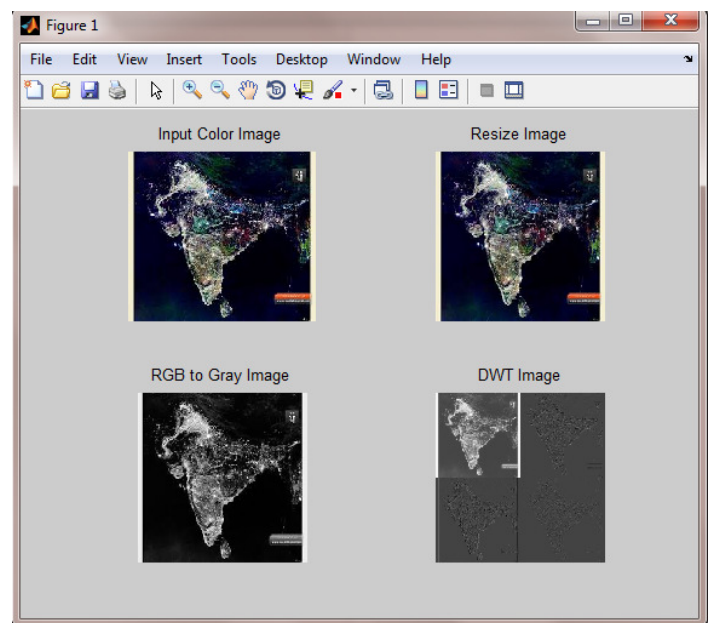 Figure 1
File Edit View Insert Tools Desktop Window Help
Input Color Image
Resize Image
RGB to Gray Image
DWT Image